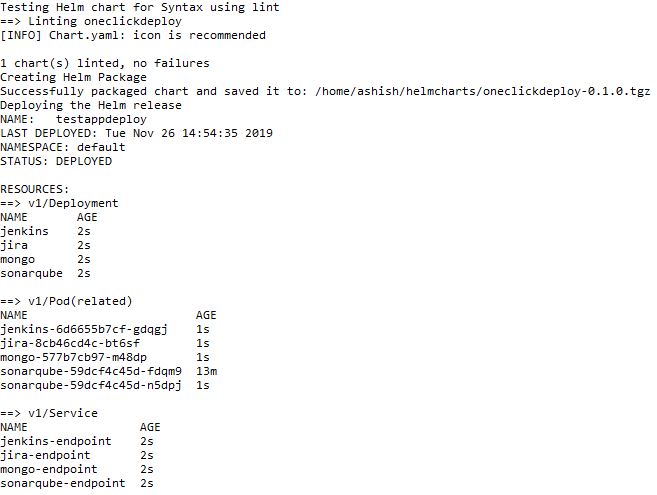 Testing Helm chart for Syntax using lint
==> Linting oneclickdeploy
[INFO] Chart.yaml: icon is recommended
1 chart(s) linted, no failures
Creating Helm Package
Successfully packaged chart and saved it to: /home/ashish/helmcharts/oneclickdeploy-0.1.0.tgz
Deploying the Helm release
NAME:   testappdeploy
LAST DEPLOYED: Tue Nov 26 14:54:35 2019
NAMESPACE: default
STATUS: DEPLOYED
RESOURCES:
==> v1/Deployment
NAME       AGE
jenkins    2s
jira       2s
mongo      2s
sonarqube  2s
==> v1/Pod(related)
NAME                        AGE
jenkins-6d6655b7cf-gdqgj    1s
jira-8cb46cd4c-bt6sf        1s
mongo-577b7cb97-m48dp       1s
sonarqube-59dcf4c45d-fdqm9  13m
sonarqube-59dcf4c45d-n5dpj  1s
==> v1/Service
NAME                AGE
jenkins-endpoint    2s
jira-endpoint       2s
mongo-endpoint      2s
sonarqube-endpoint  2s